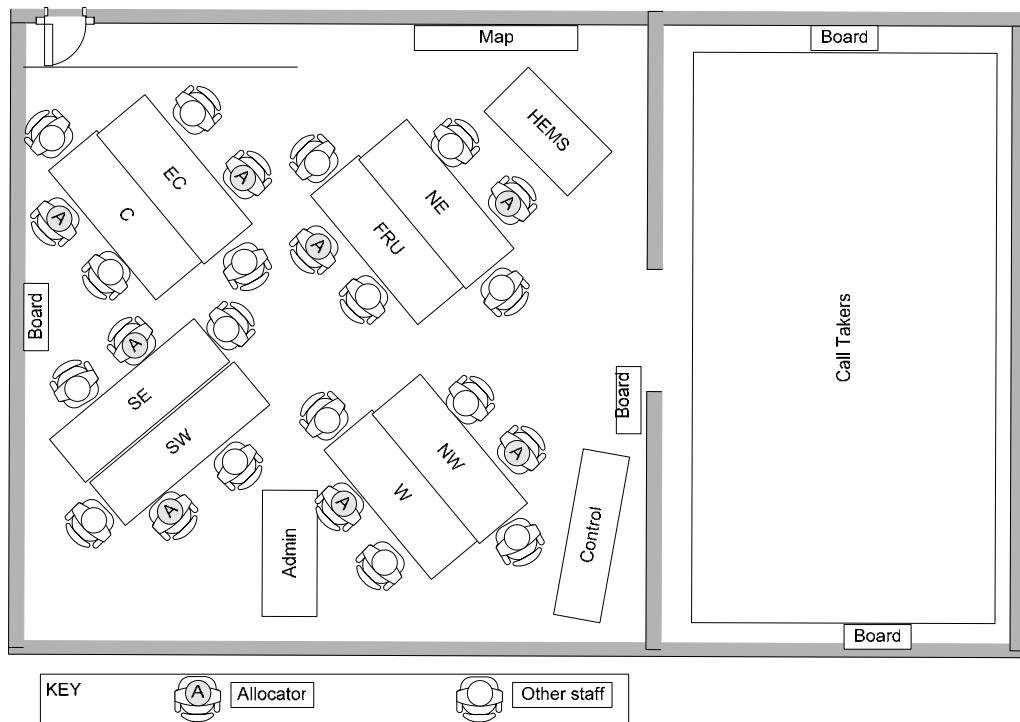 Map
Board
HEMS
EC
A
C
A
NE
A
FRU
A
Board
Call Takers
A
SE
SW
A
Board
NW
A
W
A
Admin
Control
Board
KEY
A
Allocator
Other staff